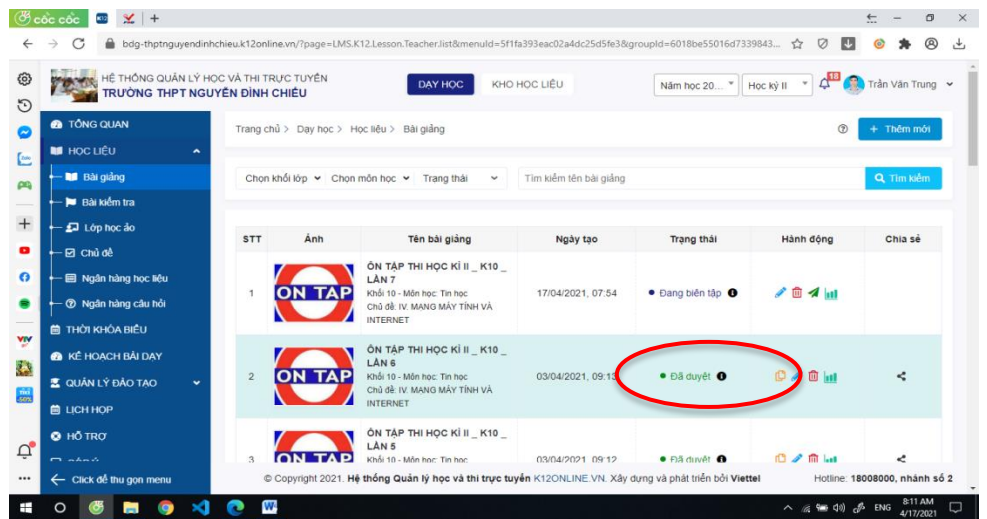 cốc cốc
bdg-thptnguyendinhchieu.k12online.vn/?page=LMS.K12.Lesson.Teacher.list&menuId=5f1fa393eac02a4dc25d5fe3&groupId=6018be55016d7339843...
HỆ THỐNG QUẢN LÝ HỌC VÀ THI TRỰC TUYẾN
TRƯỜNG THPT NGUYỄN ĐÌNH CHIỂU
DẠY HỌC
KHO HỌC LIỆU
Năm học 20...
Học kỳ II
18
Trần Văn Trung
TỔNG QUAN
HỌC LIỆU
Bài giảng
Bài kiểm tra
Lớp học ảo
Chủ đề
Ngân hàng học liệu
Ngân hàng câu hỏi
THỜI KHÓA BIỂU
KẾ HOẠCH BÀI DẠY
QUẢN LÝ ĐÀO TẠO
LỊCH HỌP
HỖ TRỢ
Click để thu gọn menu
Trang chủ > Dạy học > Học liệu > Bài giảng
+ Thêm mới
Chọn khối lớp
Chọn môn học
Trạng thái
Tìm kiếm tên bài giảng
Tìm kiếm
STT Ảnh Tên bài giảng Ngày tạo Trạng thái Hành động Chia sẻ
1
ON TAP
ÔN TẬP THI HỌC KÌ II _ K10 _
LẦN 7
Khối 10 - Môn học: Tin học
Chủ đề: IV. MẠNG MÁY TÍNH VÀ
INTERNET
17/04/2021, 07:54
Đang biên tập
2
ON TAP
ÔN TẬP THI HỌC KÌ II _ K10 _
LẦN 6
Khối 10 - Môn học: Tin học
Chủ đề: IV. MẠNG MÁY TÍNH VÀ
INTERNET
03/04/2021, 09:13
Đã duyệt
3
ON TAP
ÔN TẬP THI HỌC KÌ II _ K10 _
LẦN 5
Khối 10 - Môn học: Tin học
03/04/2021, 09:12
Đã duyệt
© Copyright 2021. Hệ thống Quản lý học và thi trực tuyến K12ONLINE.VN. Xây dựng và phát triển bởi Viettel
Hotline: 18008000, nhánh số 2
ENG
8:11 AM
4/17/2021